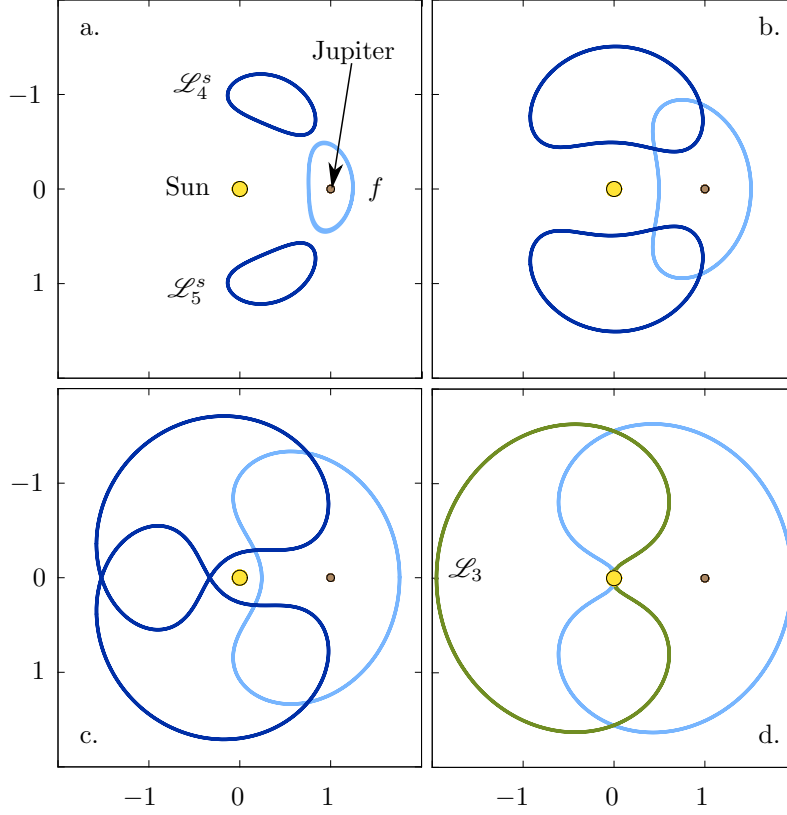 a.
b.
Jupiter
ℒ₄ˢ
−1
Sun
f
0
ℒ₅ˢ
1
−1
0
ℒ₃
1
c.
d.
−1
0
1
−1
0
1